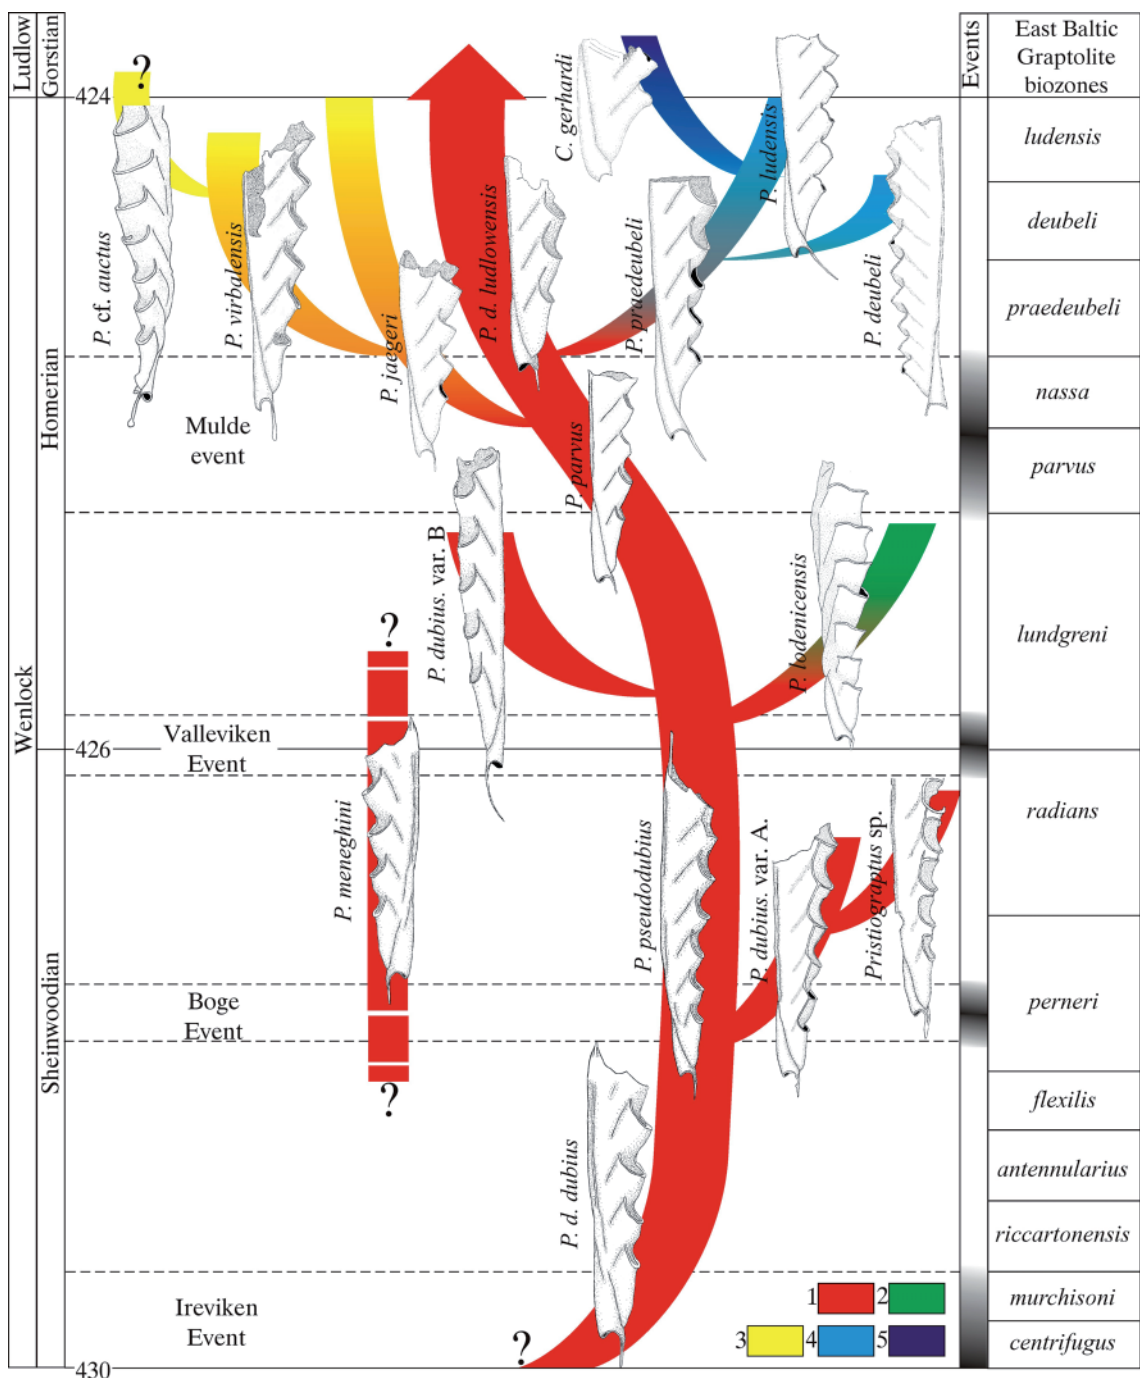 Ludlow
Gorstian
Events
East Baltic
Graptolite
biozones
424
?
C. gerhardi
P. ludensis
ludensis
P. cf. auctus
P. virbalensis
P. jaegeri
P. d. ludlowensis
P. praedeubeli
P. deubeli
deubeli
praedeubeli
Homerian
Mulde
event
nassa
P. parvus
parvus
P. dubius. var. B
P. lodenicensis
lundgreni
?
Wenlock
Valleviken
Event
426
P. meneghini
P. pseudodubius
P. dubius. var. A.
Pristiograptus sp.
radians
Sheinwoodian
Boge
Event
perneri
?
flexilis
P. d. dubius
antennularius
riccartonensis
Ireviken
Event
1
2
murchisoni
?
3
4
5
centrifugus
430